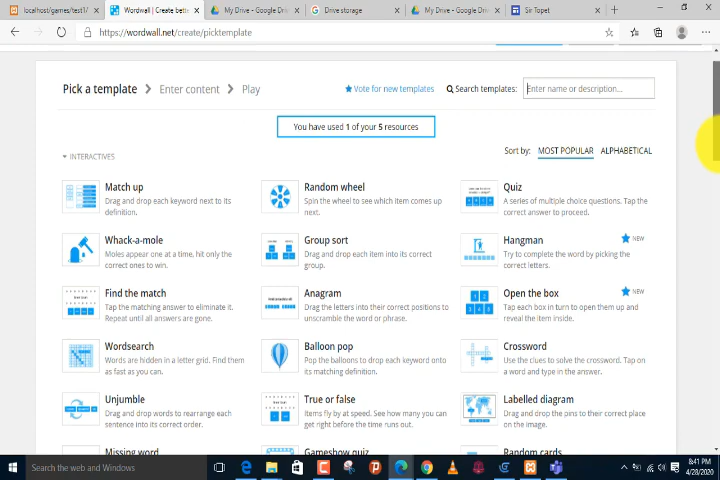 localhost/games/test1/
Wordwall | Create bette
My Drive - Google Drive
Drive storage
My Drive - Google Drive
Sir Topet
https://wordwall.net/create/picktemplate
Pick a template
Enter content
Play
Vote for new templates
Search templates:
Enter name or description...
You have used 1 of your 5 resources
Sort by: MOST POPULAR ALPHABETICAL
INTERACTIVES
Match up
Drag and drop each keyword next to its
definition.
Random wheel
Spin the wheel to see which item comes up
next.
Quiz
A series of multiple choice questions. Tap the
correct answer to proceed.
Whack-a-mole
Moles appear one at a time, hit only the
correct ones to win.
Group sort
Drag and drop each item into its correct
group.
Hangman
NEW
Try to complete the word by picking the
correct letters.
Find the match
Tap the matching answer to eliminate it.
Repeat until all answers are gone.
Anagram
Drag the letters into their correct positions to
unscramble the word or phrase.
Open the box
NEW
Tap each box in turn to open them up and
reveal the item inside.
Wordsearch
Words are hidden in a letter grid. Find them
as fast as you can.
Balloon pop
Pop the balloons to drop each keyword onto
its matching definition.
Crossword
Use the clues to solve the crossword. Tap on
a word and type in the answer.
Unjumble
Drag and drop words to rearrange each
sentence into its correct order.
True or false
Items fly by at speed. See how many you can
get right before the time runs out.
Labelled diagram
Drag and drop the pins to their correct place
on the image.
Missing word
Gameshow quiz
Random cards
Type here to search
8:41 PM
4/28/2020